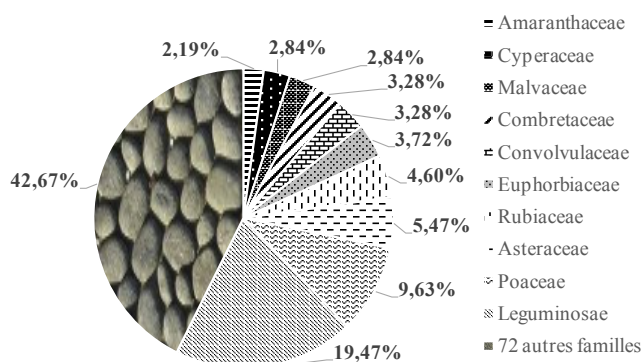 2,19%
2,84%
2,84%
3,28%
3,28%
3,72%
4,60%
5,47%
9,63%
19,47%
42,67%
Amaranthaceae
Cyperaceae
Malvaceae
Combretaceae
Convolvulaceae
Euphorbiaceae
Rubiaceae
Asteraceae
Poaceae
Leguminosae
72 autres familles